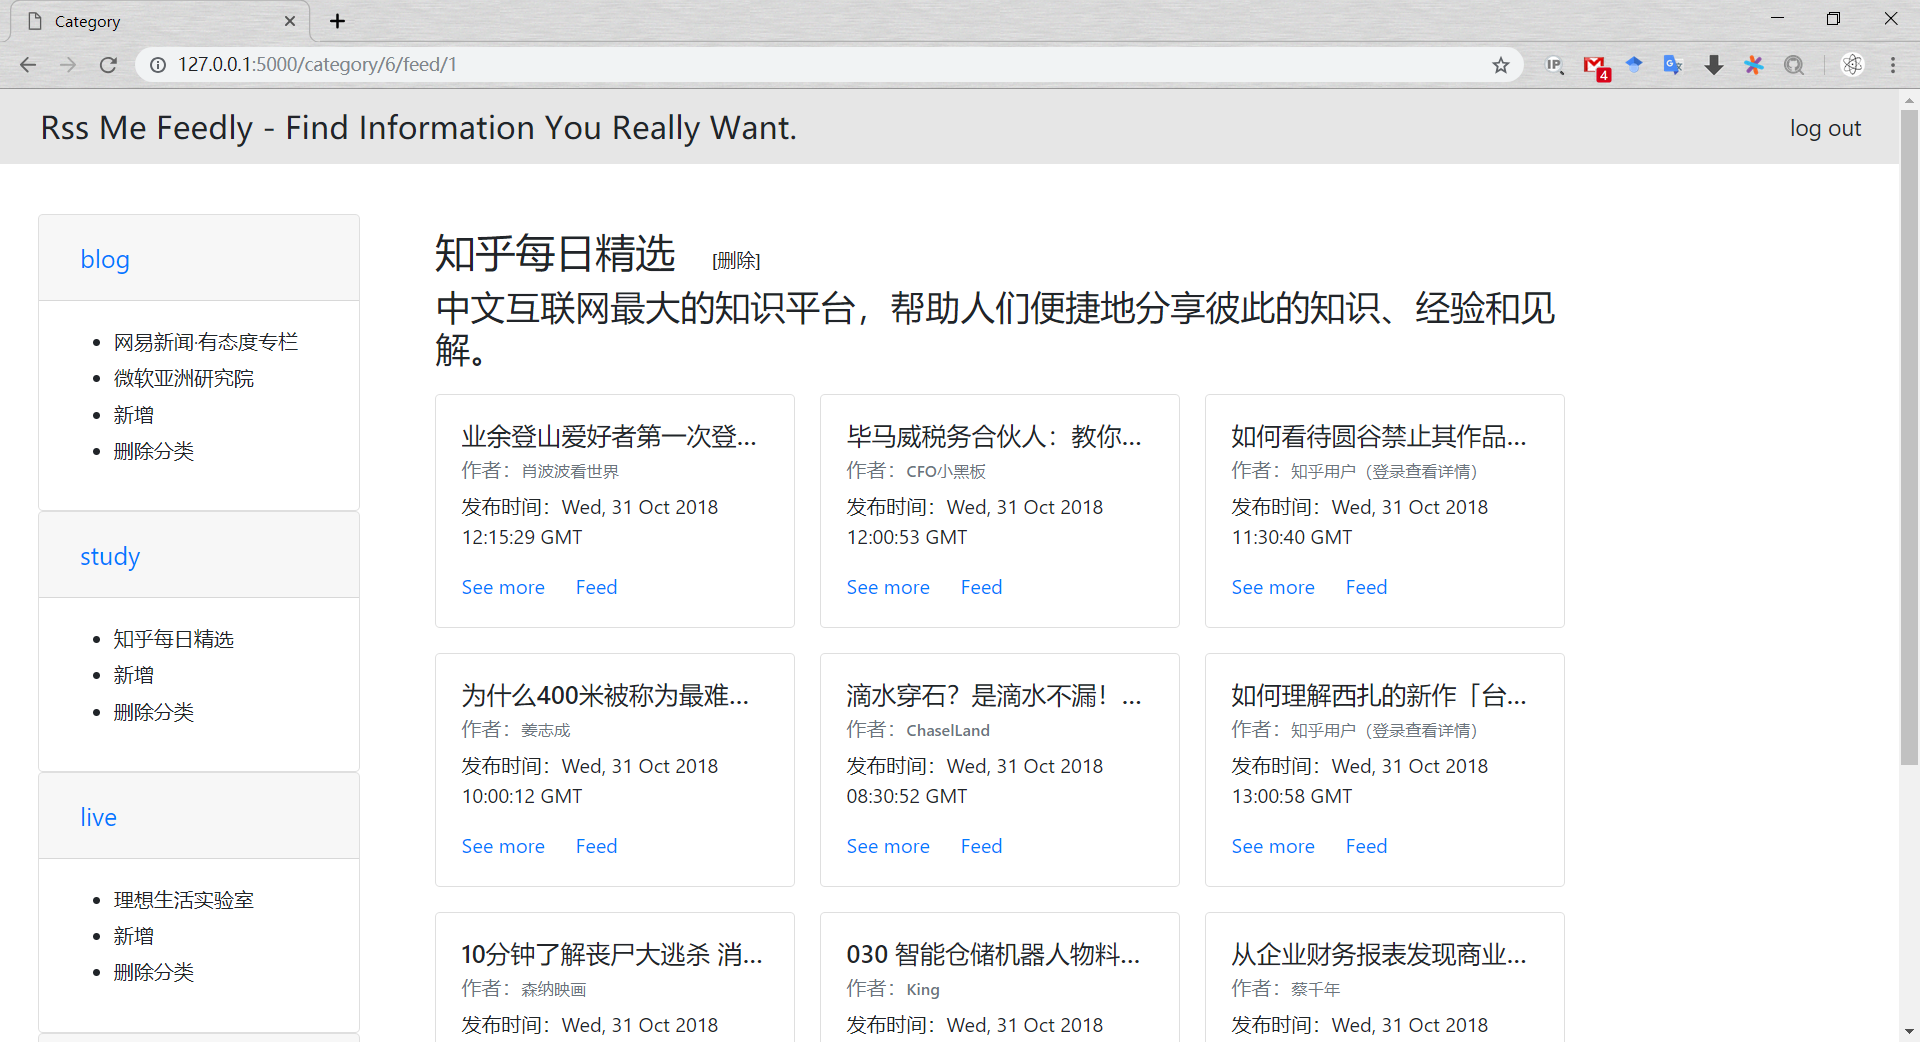 Category
127.0.0.1:5000/category/6/feed/1
IP
4
G
Rss Me Feedly - Find Information You Really Want.
log out
blog
网易新闻·有态度专栏
微软亚洲研究院
新增
删除分类
study
知乎每日精选
新增
删除分类
live
理想生活实验室
新增
删除分类
知乎每日精选 [删除]
中文互联网最大的知识平台，帮助人们便捷地分享彼此的知识、经验和见
解。
业余登山爱好者第一次登...
作者：肖波波看世界
发布时间：Wed, 31 Oct 2018
12:15:29 GMT
See more Feed
毕马威税务合伙人：教你...
作者：CFO小黑板
发布时间：Wed, 31 Oct 2018
12:00:53 GMT
See more Feed
如何看待圆谷禁止其作品...
作者：知乎用户（登录查看详情）
发布时间：Wed, 31 Oct 2018
11:30:40 GMT
See more Feed
为什么400米被称为最难...
作者：姜志成
发布时间：Wed, 31 Oct 2018
10:00:12 GMT
See more Feed
滴水穿石？是滴水不漏！...
作者：ChaselLand
发布时间：Wed, 31 Oct 2018
08:30:52 GMT
See more Feed
如何理解西扎的新作「台...
作者：知乎用户（登录查看详情）
发布时间：Wed, 31 Oct 2018
13:00:58 GMT
See more Feed
10分钟了解丧尸大逃杀 消...
作者：森纳映画
发布时间：Wed, 31 Oct 2018
030 智能仓储机器人物料...
作者：King
发布时间：Wed, 31 Oct 2018
从企业财务报表发现商业...
作者：蔡千年
发布时间：Wed, 31 Oct 2018